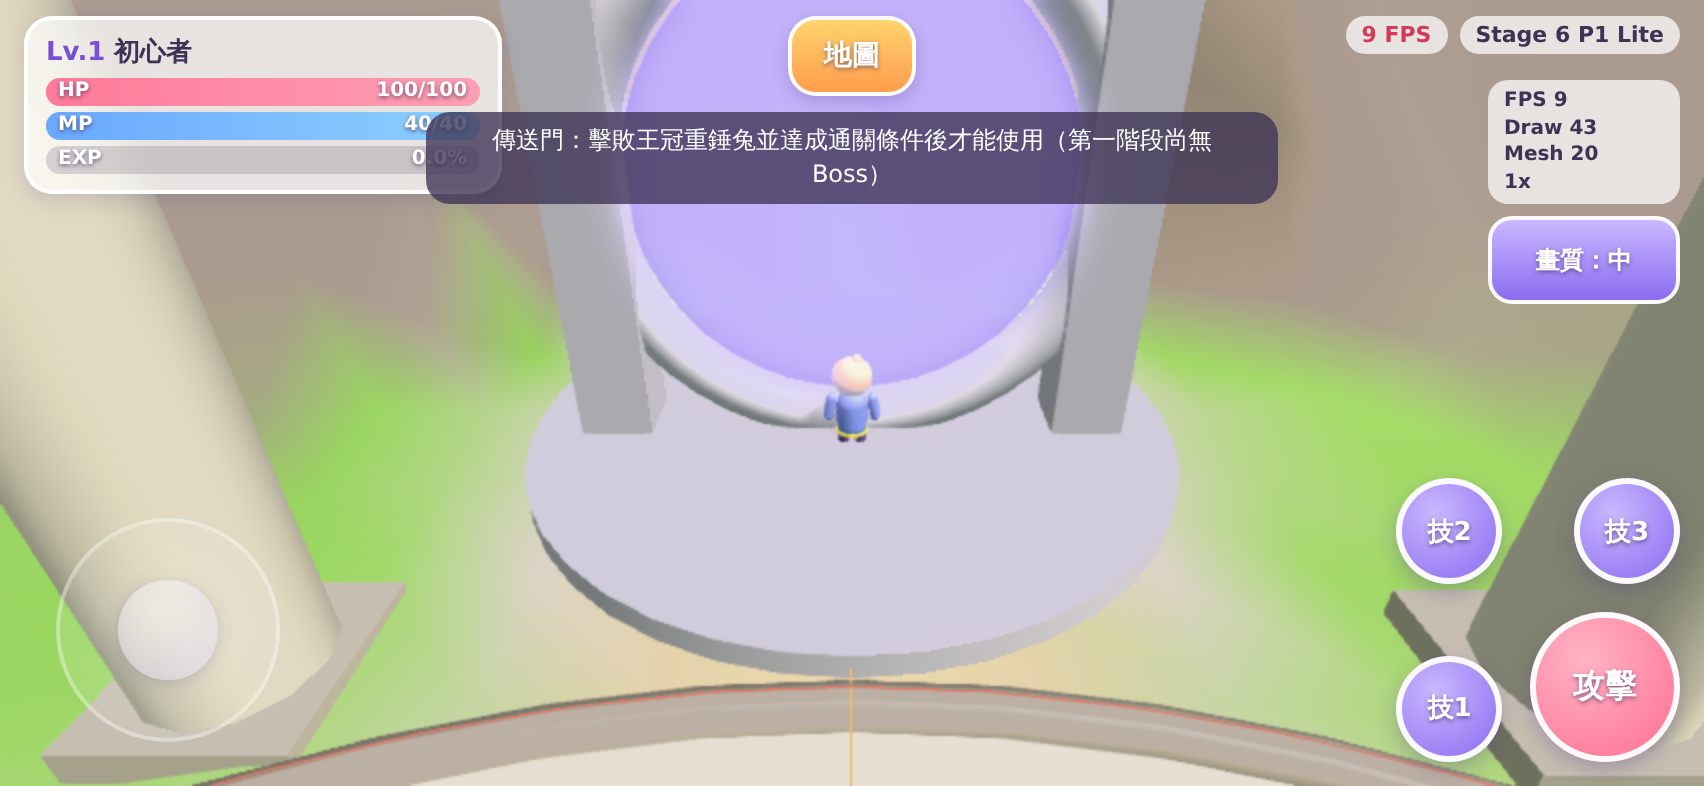 Lv.1 初心者
HP 100/100
MP 40/40
EXP 0.0%
地圖
傳送門：擊敗王冠重錘兔並達成通關條件後才能使用（第一階段尚無
Boss）
9 FPS
Stage 6 P1 Lite
FPS 9
Draw 43
Mesh 20
1x
畫質：中
技2
技3
技1
攻擊